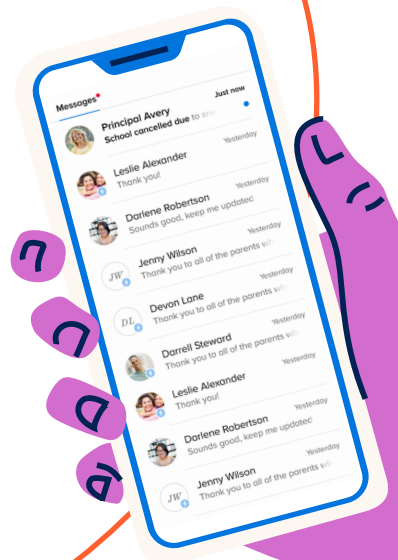 Messages
Principal Avery
Just now
School cancelled due to
Leslie Alexander
Yesterday
Thank you!
Darlene Robertson
Yesterday
Sounds good, keep me updated
JW
Jenny Wilson
Yesterday
Thank you to all of the parents
DL
Devon Lane
Yesterday
Thank you to all of the parents
Darrell Steward
Yesterday
Thank you to all of the parents
Leslie Alexander
Yesterday
Thank you!
Darlene Robertson
Yesterday
Sounds good, keep me updated
JW
Jenny Wilson
Yesterday
Thank you to all of the parents